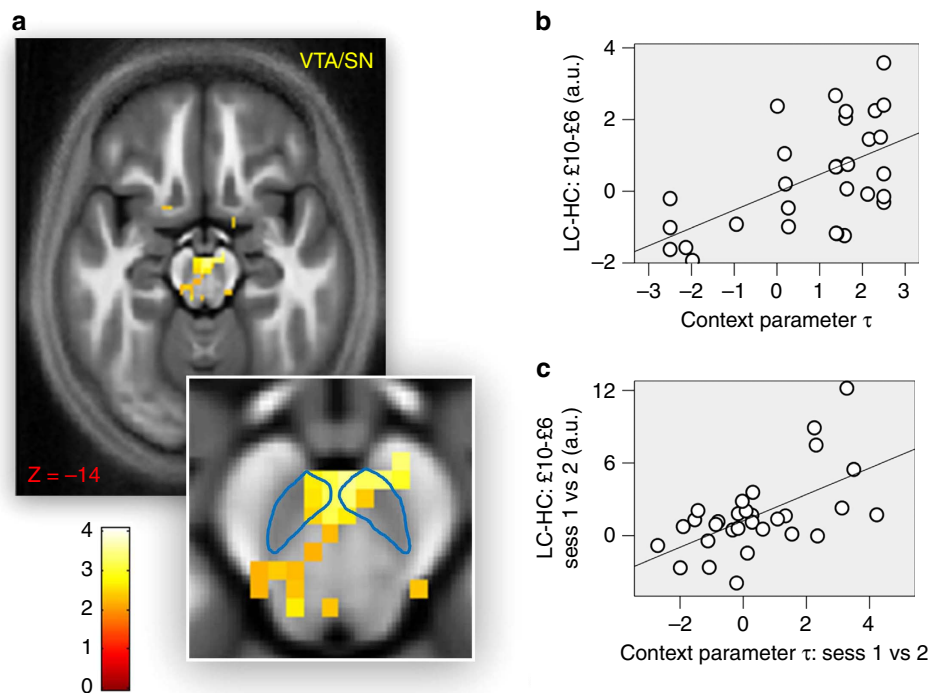 a
VTA/SN
Z = –14
4
3
2
1
0
b
LC-HC: £10-£6 (a.u.)
4
2
0
–2
–3 –2 –1 0 1 2 3
Context parameter τ
c
LC-HC: £10-£6
sess 1 vs 2 (a.u.)
12
6
0
–2 0 2 4
Context parameter τ: sess 1 vs 2